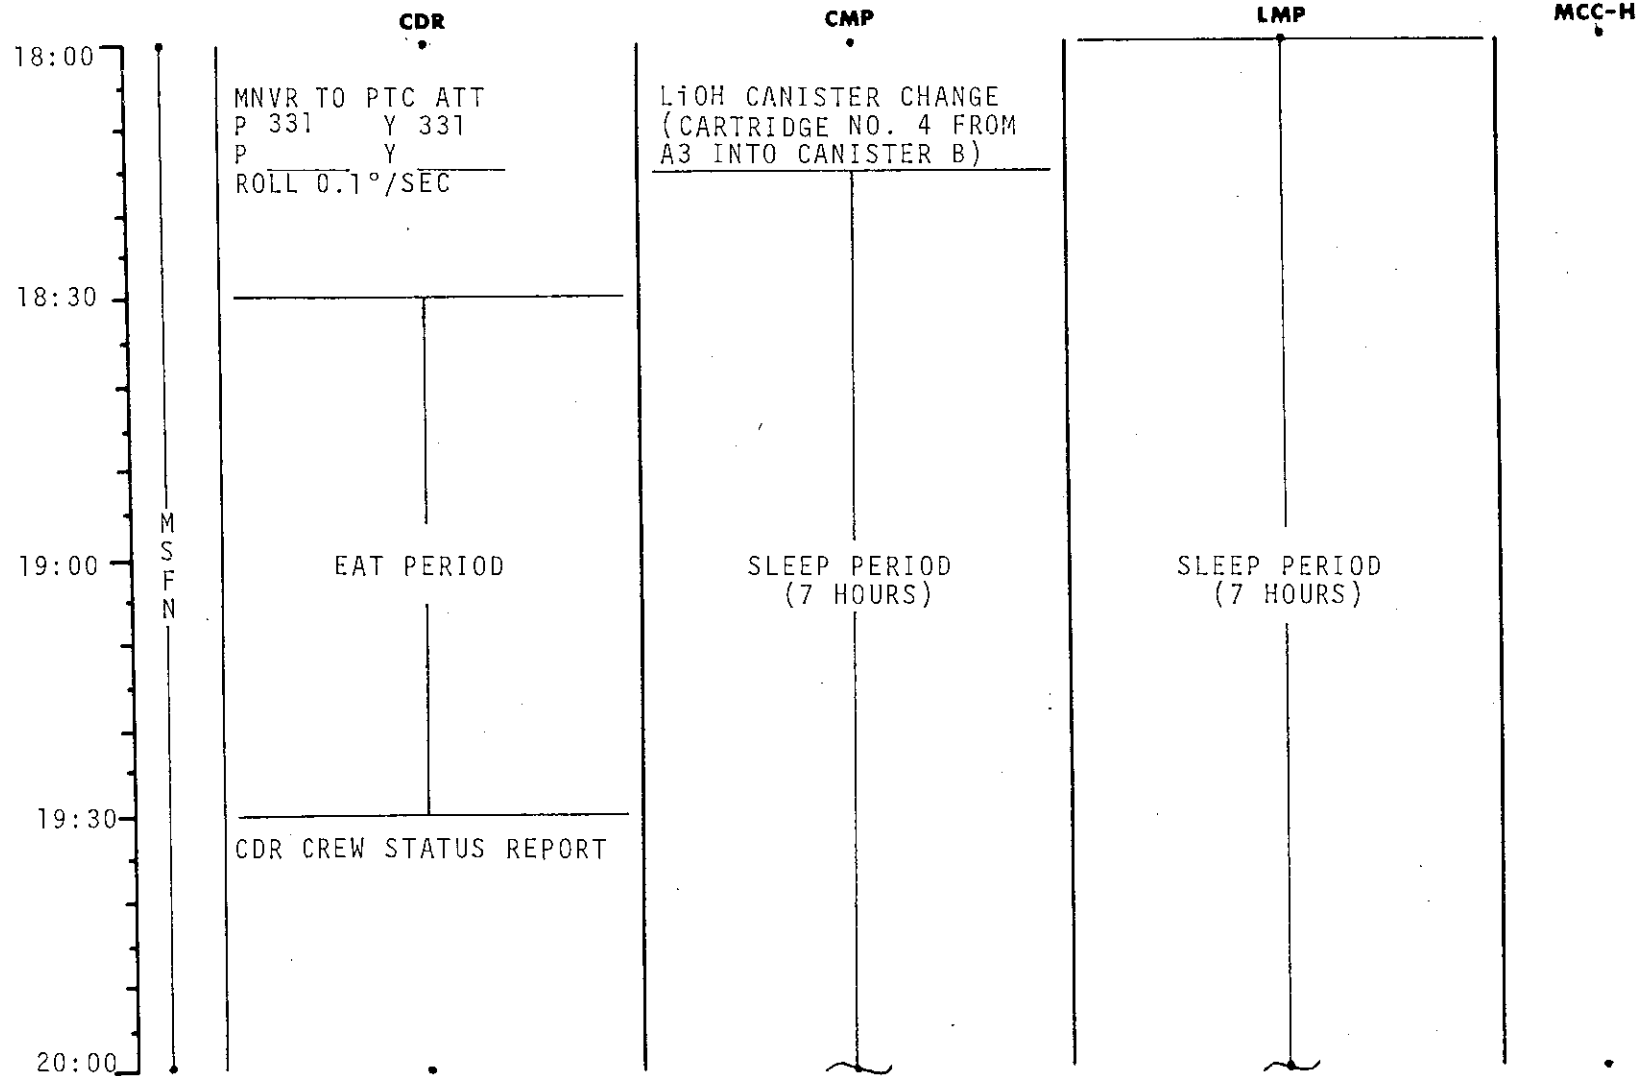 CDR
CMP
LMP
MCC-H
18:00
MNVR TO PTC ATT
P 331 Y 331
P Y
ROLL 0.1°/SEC
LiOH CANISTER CHANGE
(CARTRIDGE NO. 4 FROM
A3 INTO CANISTER B)
18:30
MSFN
19:00
EAT PERIOD
SLEEP PERIOD
(7 HOURS)
SLEEP PERIOD
(7 HOURS)
19:30
CDR CREW STATUS REPORT
20:00